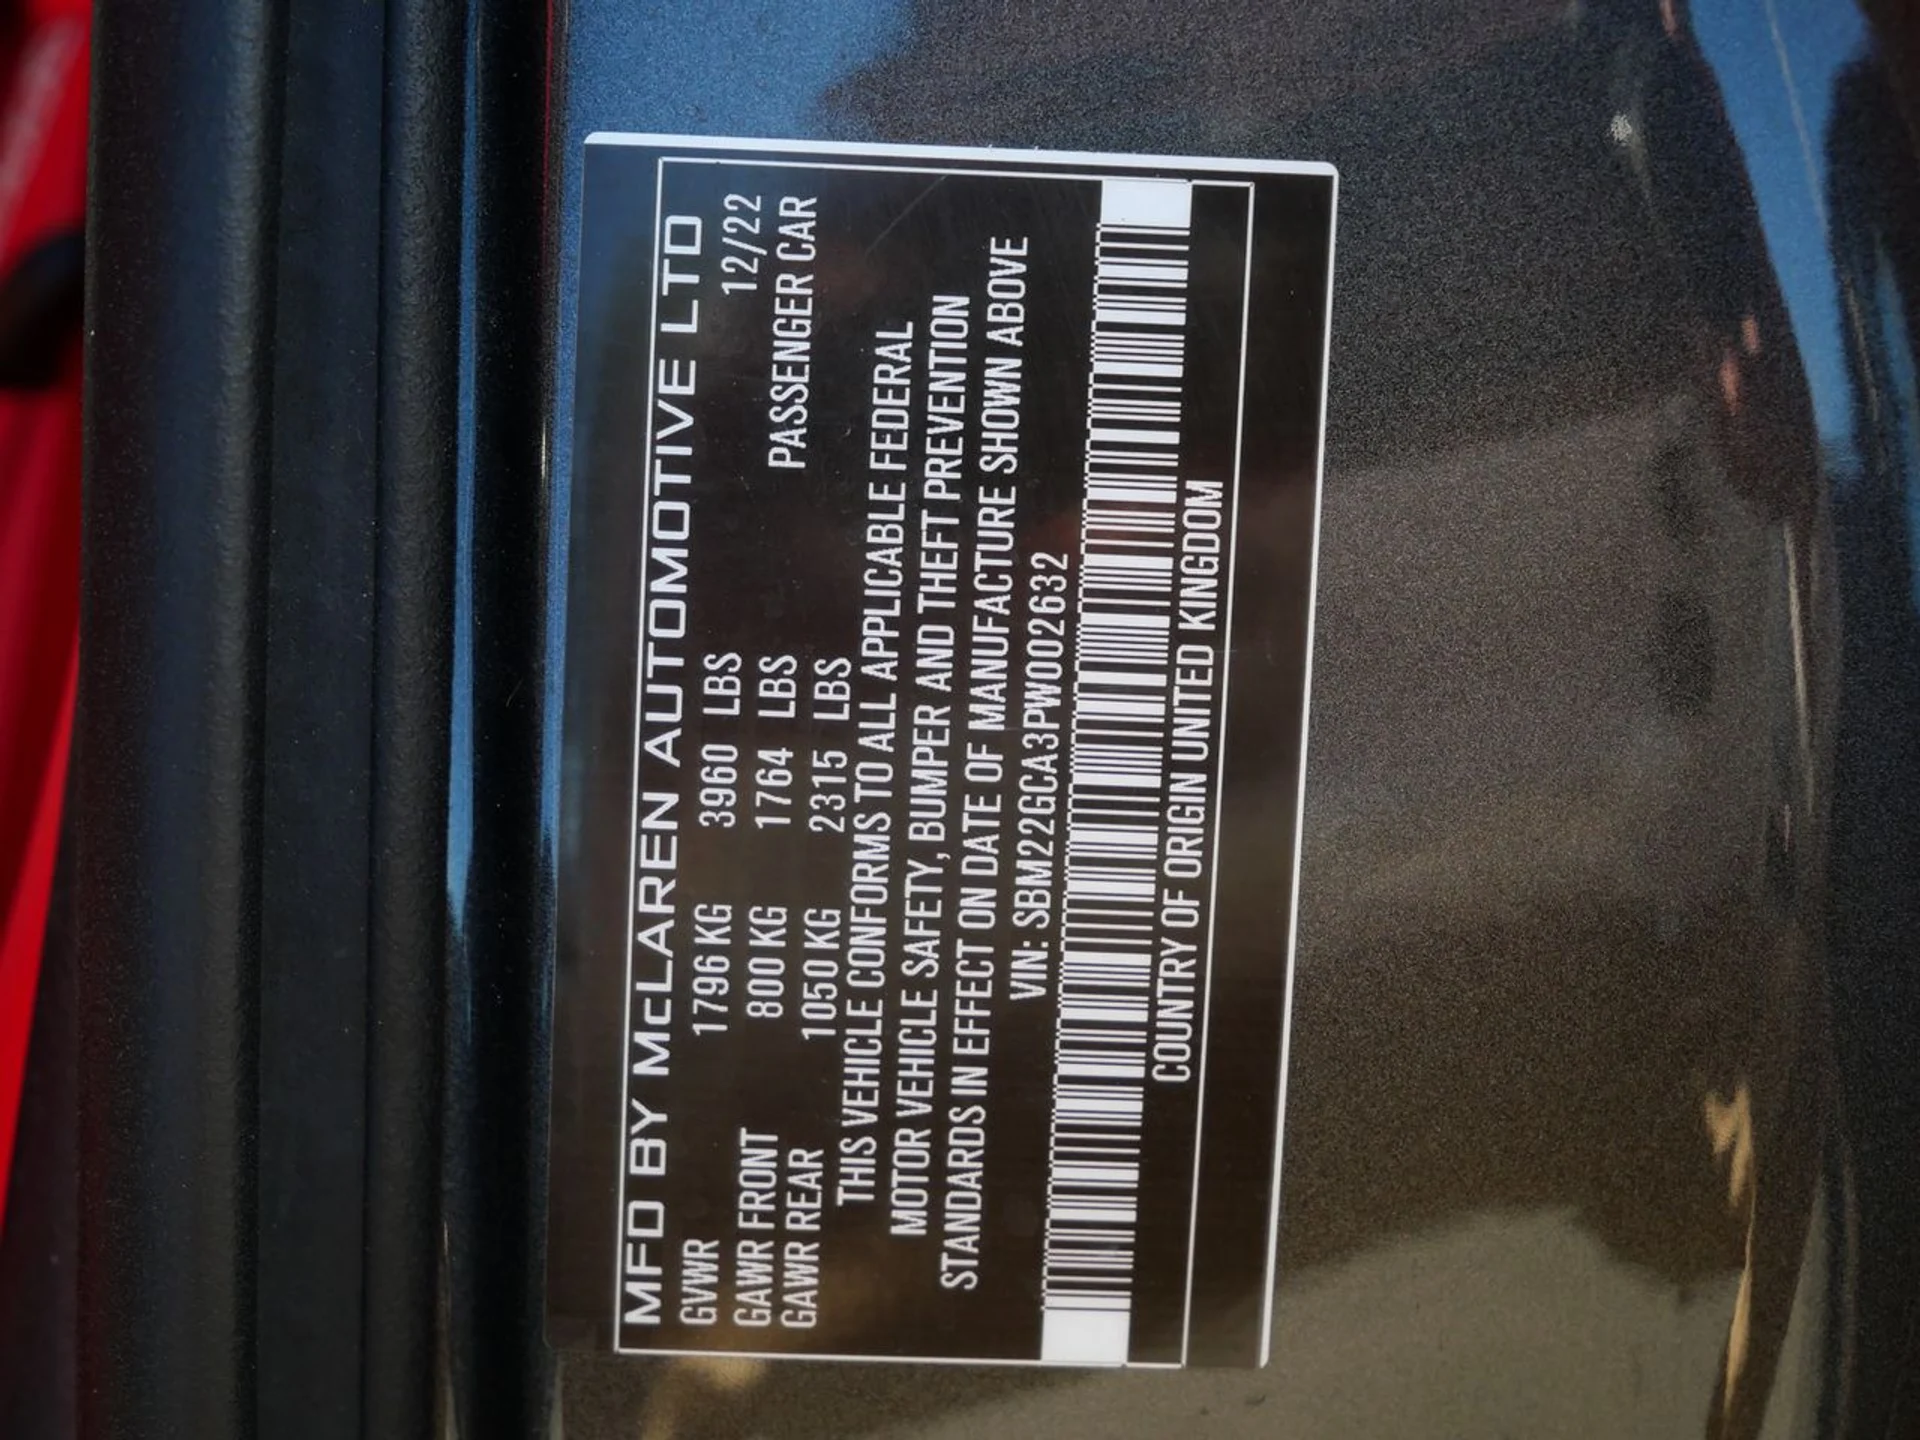 MFD BY McLAREN AUTOMOTIVE LTD
GVWR 1796 KG 3960 LBS 12/22
GAWR FRONT 800 KG 1764 LBS PASSENGER CAR
GAWR REAR 1050 KG 2315 LBS
THIS VEHICLE CONFORMS TO ALL APPLICABLE FEDERAL
MOTOR VEHICLE SAFETY, BUMPER AND THEFT PREVENTION
STANDARDS IN EFFECT ON DATE OF MANUFACTURE SHOWN ABOVE
VIN: SBM22GCA3PW002632
COUNTRY OF ORIGIN UNITED KINGDOM